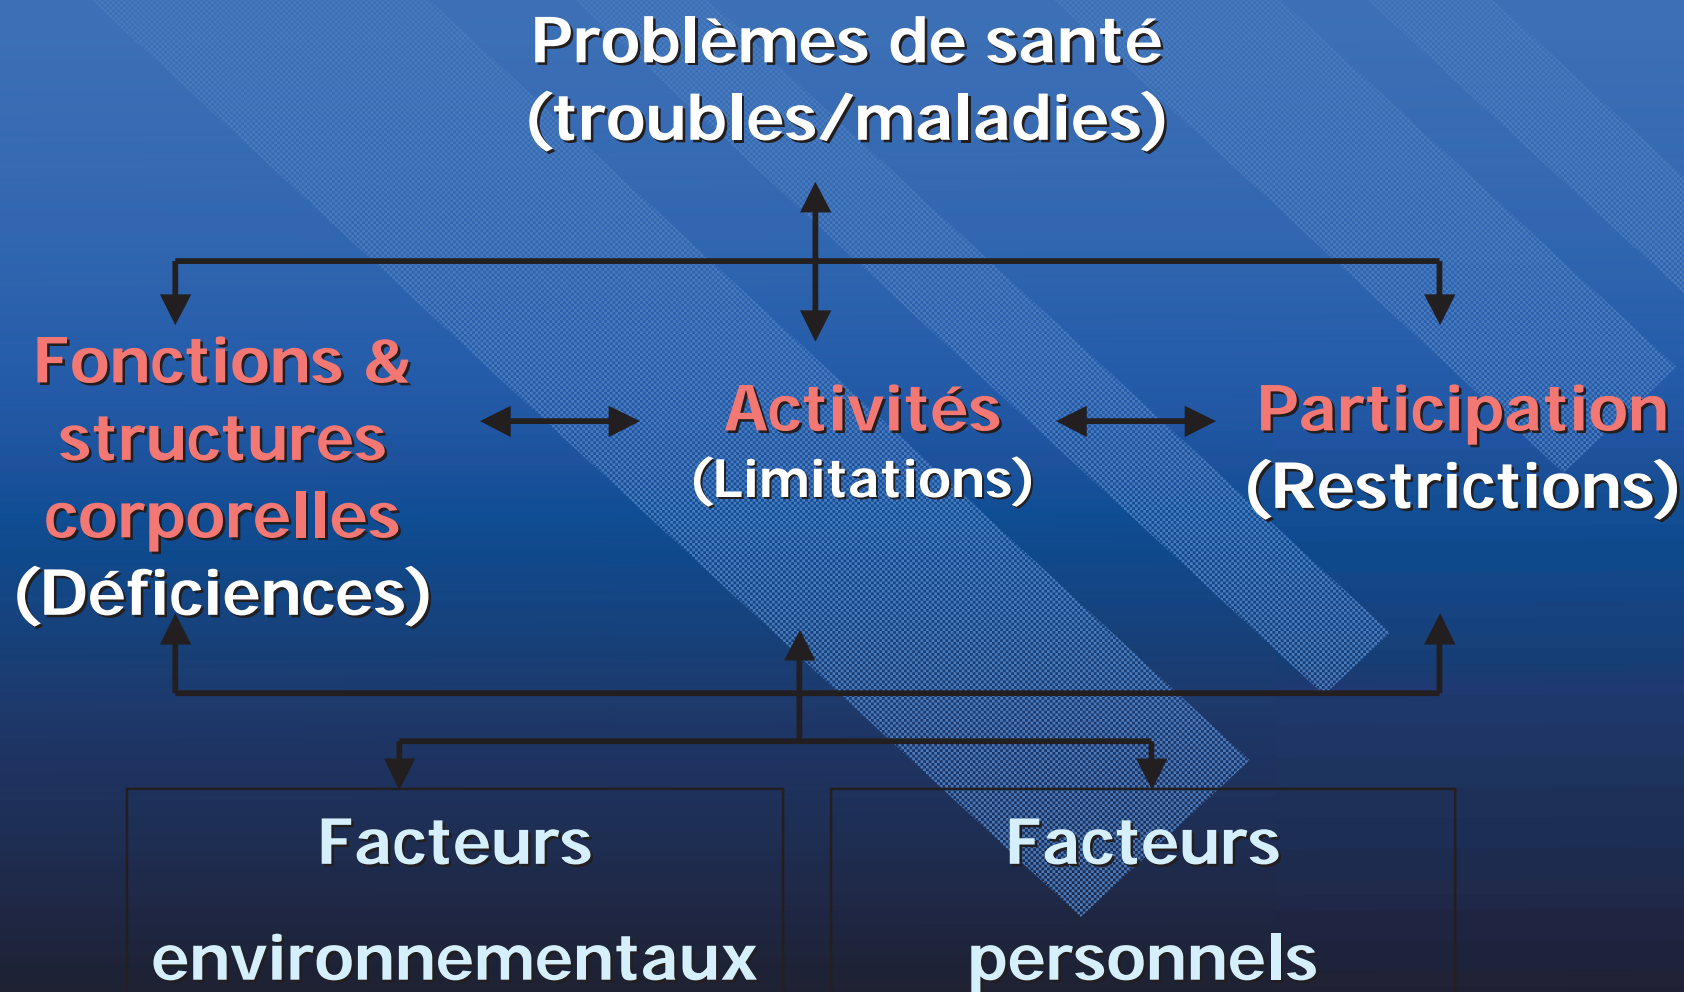 Problèmes de santé
(troubles/maladies)
Fonctions &
structures
corporelles
(Déficiences)
Activités
(Limitations)
Participation
(Restrictions)
Facteurs
environnementaux
Facteurs
personnels